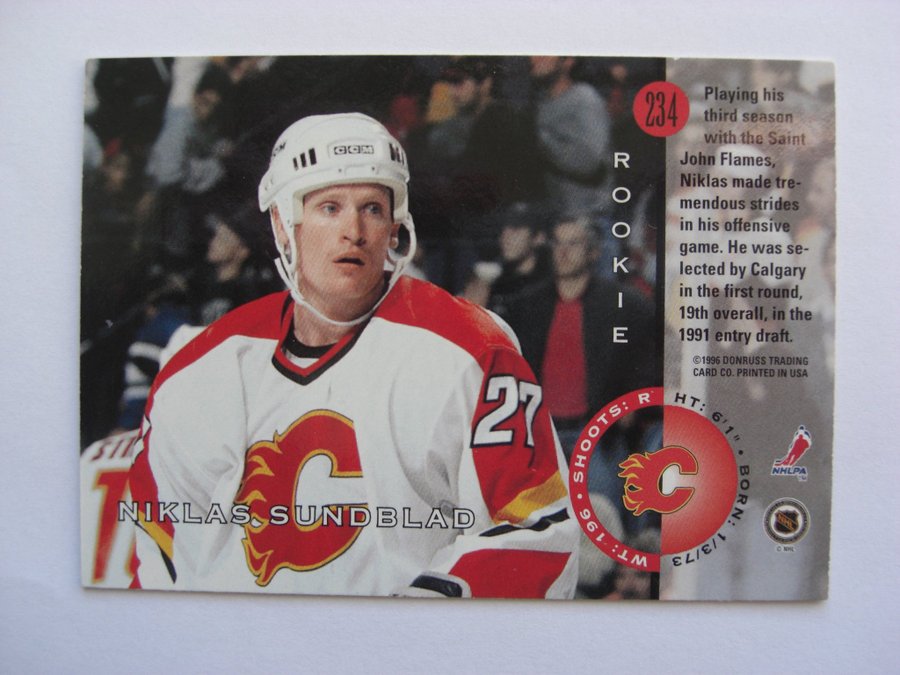 234
Playing his
third season
with the Saint
John Flames,
Niklas made tre-
mendous strides
in his offensive
game. He was se-
lected by Calgary
in the first round,
19th overall, in the
1991 entry draft.
©1996 DONRUSS TRADING
CARD CO. PRINTED IN USA
ROOKIE
CCM
27
NIKLAS SUNDBLAD
WT: 196 • SHOOTS: R HT: 6'1" • BORN: 1/3/73
C
NHLPA
NHL
© NHL